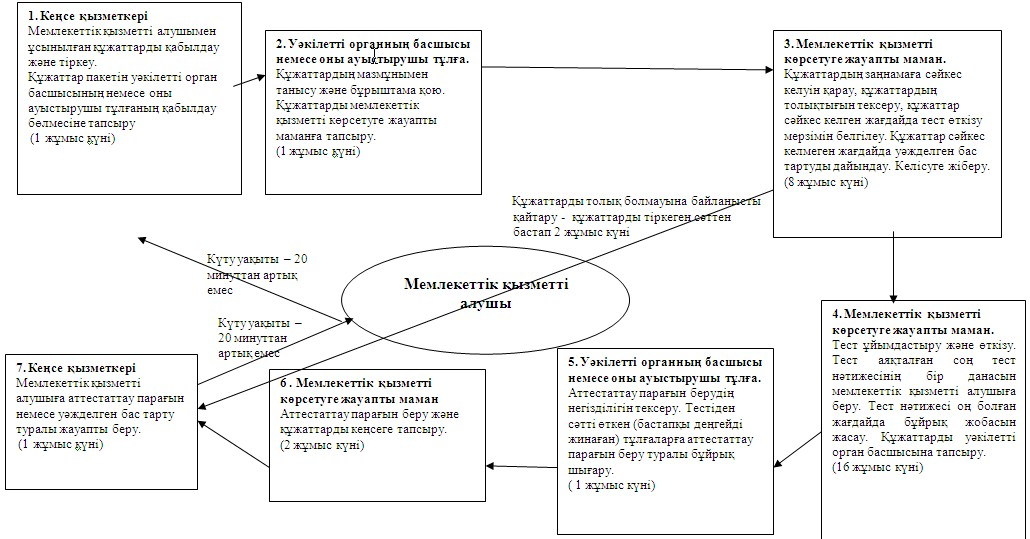 1. Кеңсе қызметкері
Мемлекеттік қызметті алушымен
ұсынылған құжаттарды қабылдау
және тіркеу.
Құжаттар пакетін уәкілетті орган
басшысының немесе оны
ауыстырушы тұлғаның қабылдау
бөлмесіне тапсыру
(1 жұмыс күні)
2. Уәкілетті органның басшысы
немесе оны ауыстырушы тұлға.
Құжаттардың мазмұнымен
танысу және бұрыштама қою.
Құжаттарды мемлекеттік
қызметті көрсетуге жауапты
маманға тапсыру.
(1 жұмыс күні)
3. Мемлекеттік қызметті
көрсетуге жауапты маман.
Құжаттардың заңнамаға сәйкес
келуін қарау, құжаттардың
толықтығын тексеру, құжаттар
сәйкес келген жағдайда тест өткізу
мерзімін белгілеу. Құжаттар сәйкес
келмеген жағдайда уәжделген бас
тартуды дайындау. Келісуге жіберу.
(8 жұмыс күні)
Құжаттарды толық болмауына байланысты
қайтару - құжаттарды тіркеген сәттен
бастап 2 жұмыс күні
Күту уақыты – 20
минуттан артық
емес
Мемлекеттік қызметті
алушы
Күту уақыты –
20 минуттан
артық емес
4. Мемлекеттік қызметті
көрсетуге жауапты маман.
Тест ұйымдастыру және өткізу.
Тест аяқталған соң тест
нәтижесінің бір данасын
мемлекеттік қызметті алушыға
беру. Тест нәтижесі оң болған
жағдайда бұйрық жобасын
жасау. Құжаттарды уәкілетті
орган басшысына тапсыру.
(16 жұмыс күні)
5. Уәкілетті органның басшысы
немесе оны ауыстырушы тұлға.
Аттестаттау парағын берудің
негізділігін тексеру. Тестіден
сәтті өткен (бастапқы деңгейді
жинаған) тұлғаларға аттестаттау
парағын беру туралы бұйрық
шығару.
( 1 жұмыс күні)
6. Мемлекеттік қызметті
көрсетуге жауапты маман
Аттестаттау парағын беру және
құжаттарды кеңсеге тапсыру.
(2 жұмыс күні)
7. Кеңсе қызметкері
Мемлекеттік қызметті
алушыға аттестаттау парағын
немесе уәжделген бас тарту
туралы жауапты беру.
(1 жұмыс күні)